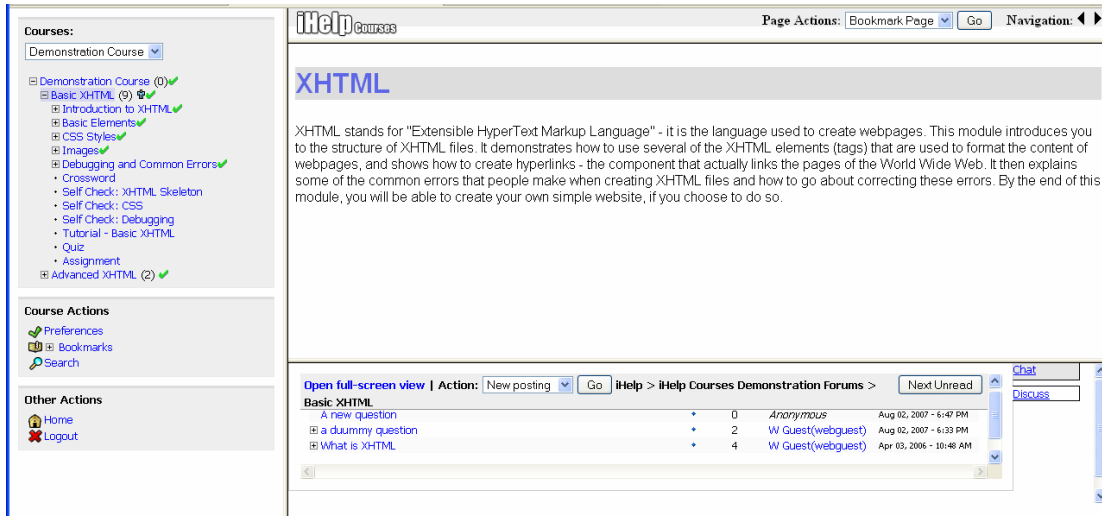 Courses:
Demonstration Course
Demonstration Course (0)
Basic XHTML (9)
Introduction to XHTML
Basic Elements
CSS Styles
Images
Debugging and Common Errors
Crossword
Self Check: XHTML Skeleton
Self Check: CSS
Self Check: Debugging
Tutorial - Basic XHTML
Quiz
Assignment
Advanced XHTML (2)
Course Actions
Preferences
Bookmarks
Search
Other Actions
Home
Logout
iHelp Courses
Page Actions: Bookmark Page Go Navigation:
XHTML
XHTML stands for "Extensible HyperText Markup Language" - it is the language used to create webpages. This module introduces you
to the structure of XHTML files. It demonstrates how to use several of the XHTML elements (tags) that are used to format the content of
webpages, and shows how to create hyperlinks - the component that actually links the pages of the World Wide Web. It then explains
some of the common errors that people make when creating XHTML files and how to go about correcting these errors. By the end of this
module, you will be able to create your own simple website, if you choose to do so.
Open full-screen view | Action: New posting Go iHelp > iHelp Courses Demonstration Forums > Next Unread
Basic XHTML
A new question 0 Anonymous Aug 02, 2007 - 6:47 PM
a duummy question 2 W Guest(webguest) Aug 02, 2007 - 6:33 PM
What is XHTML 4 W Guest(webguest) Apr 03, 2006 - 10:48 AM
Chat
Discuss